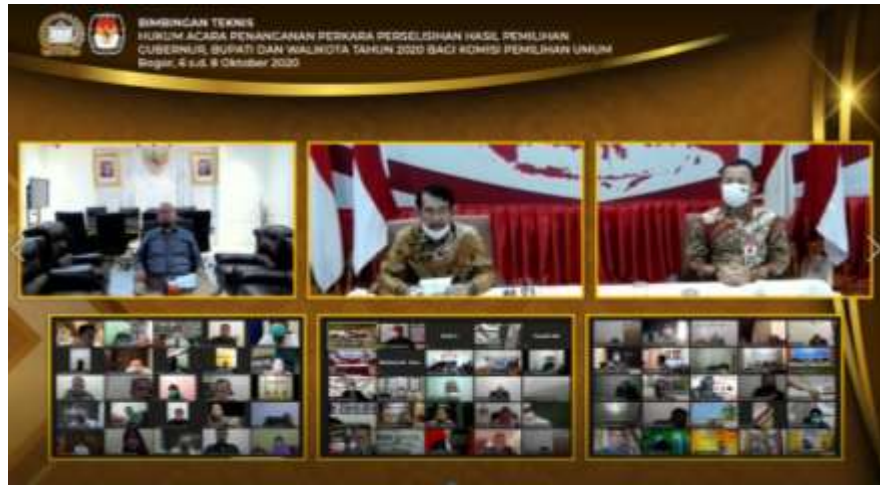 BIMBINGAN TEKNIS
HUKUM ACARA PENANGANAN PERKARA PERSELISIHAN HASIL PEMILIHAN
GUBERNUR, BUPATI DAN WALIKOTA TAHUN 2020 BAGI KOMISI PEMILIHAN UMUM
Bogor, 6 s.d. 8 Oktober 2020